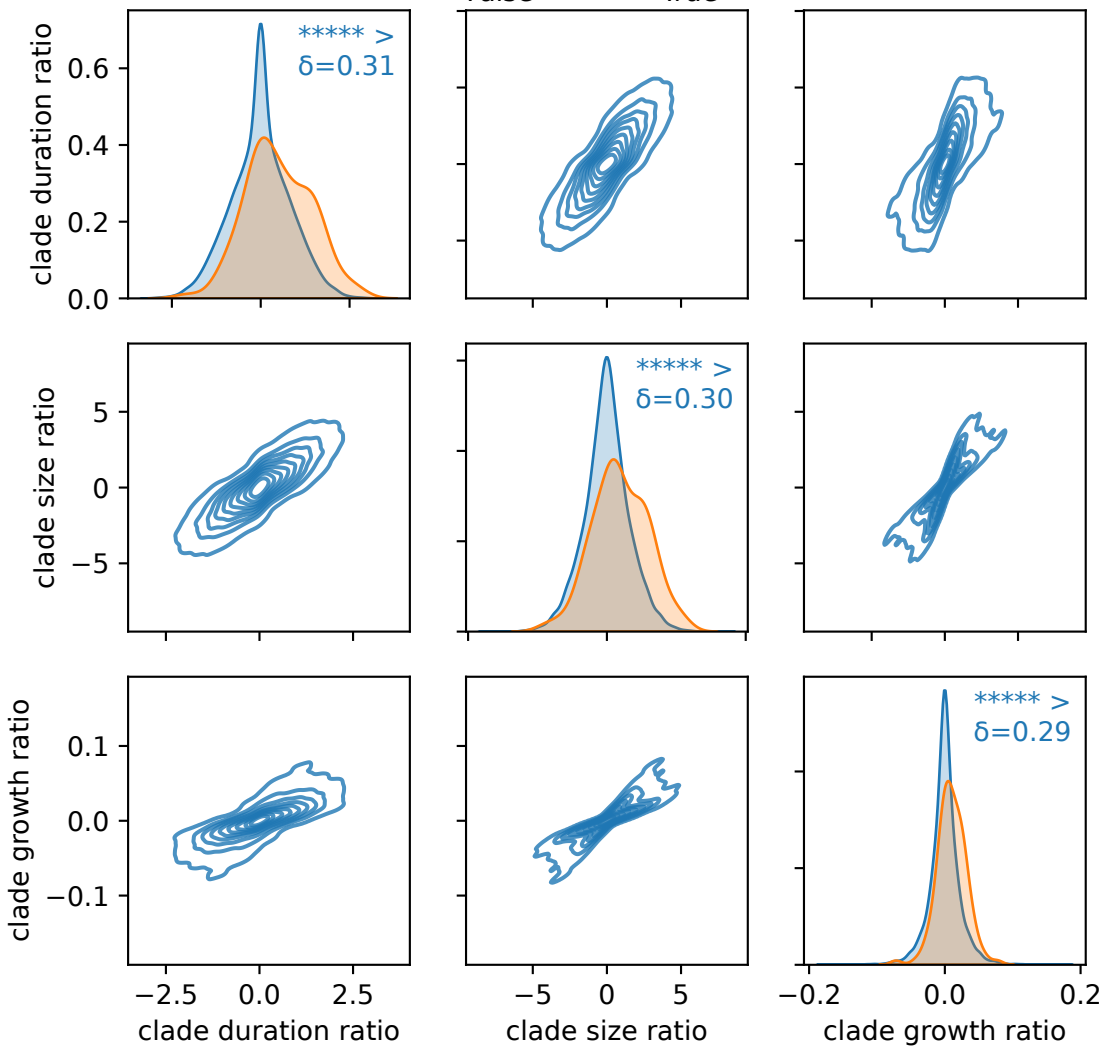 clade duration ratio
0.6
0.4
0.2
0.0
***** >
δ=0.31
clade size ratio
5
0
−5
***** >
δ=0.30
clade growth ratio
0.1
0.0
−0.1
***** >
δ=0.29
−2.5 0.0 2.5
−5 0 5
−0.2 0.0 0.2
clade duration ratio
clade size ratio
clade growth ratio